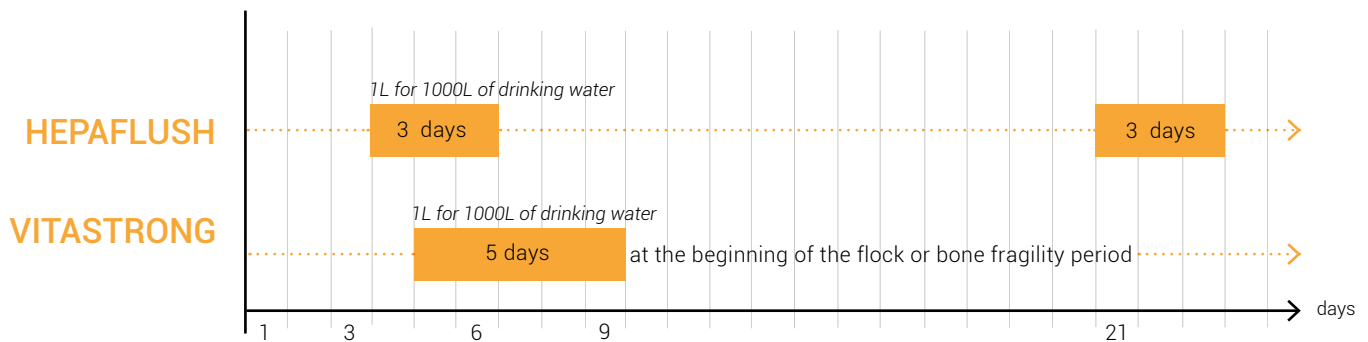 1L for 1000L of drinking water
HEPAFLUSH
3 days
3 days
1L for 1000L of drinking water
VITASTRONG
5 days
at the beginning of the flock or bone fragility period
days
1 3 6 9 21